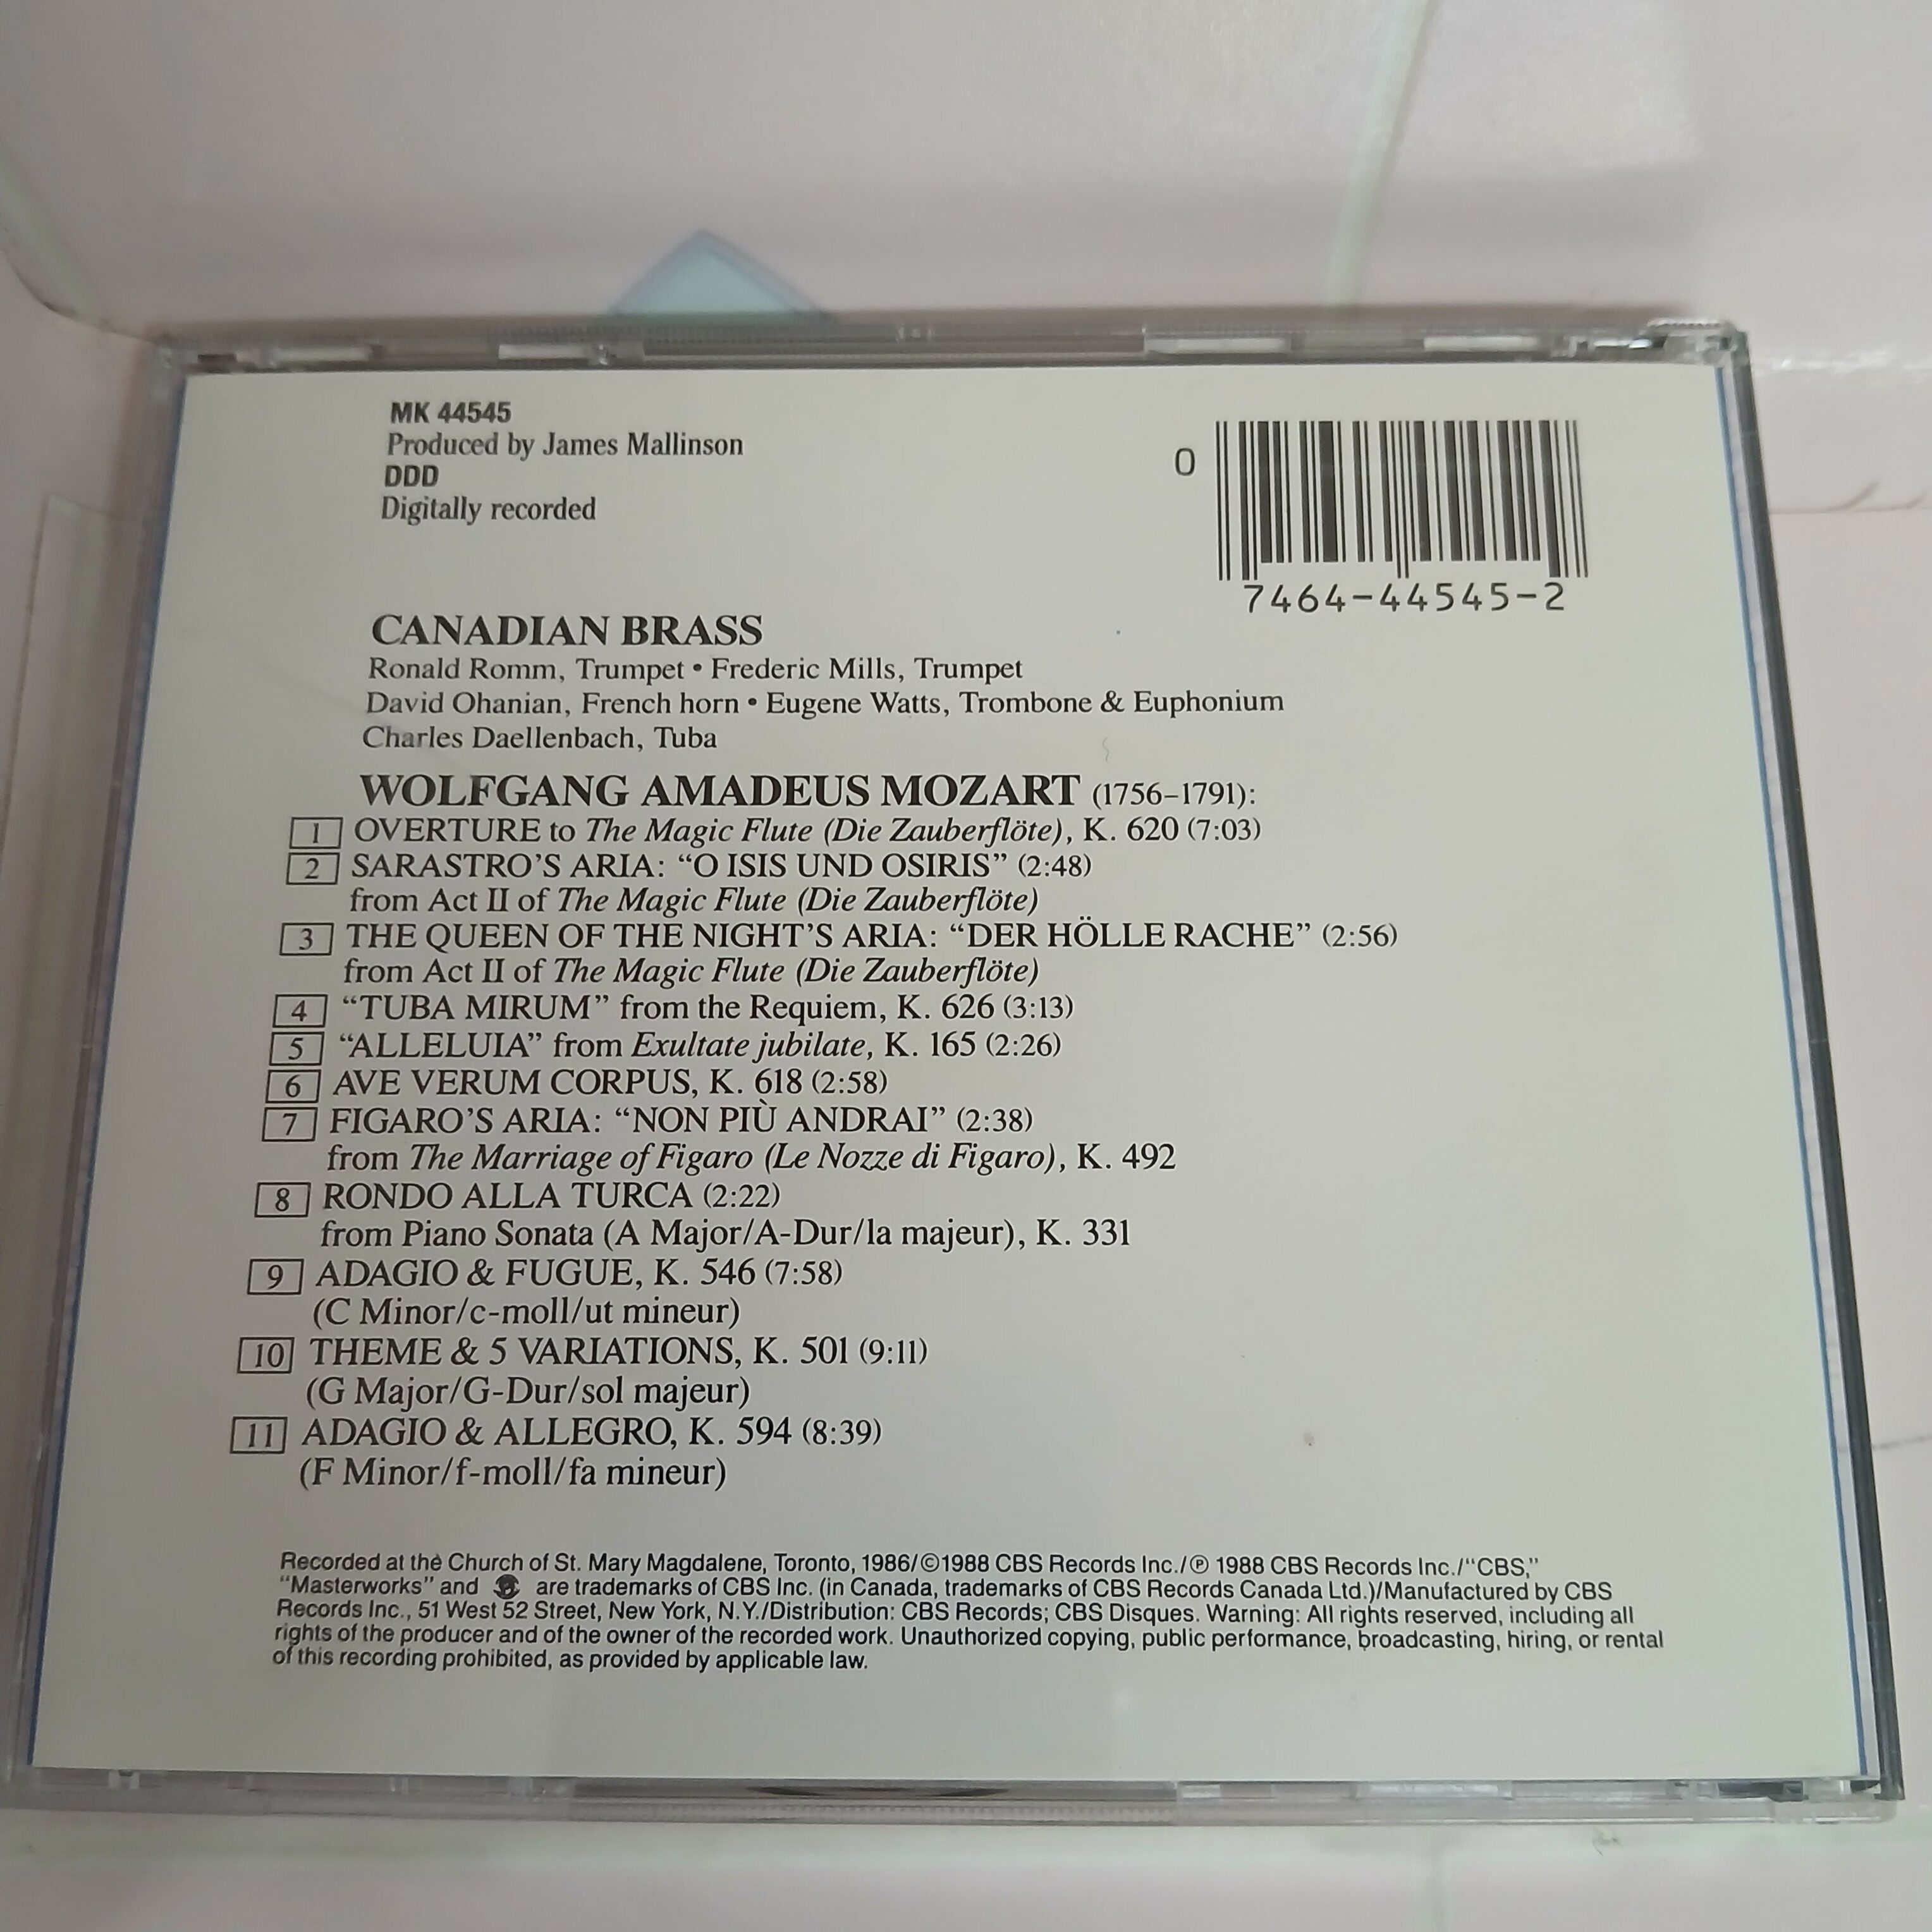 MK 44545
Produced by James Mallinson
DDD
Digitally recorded
0
7464-44545-2
CANADIAN BRASS
Ronald Romm, Trumpet • Frederic Mills, Trumpet
David Ohanian, French horn • Eugene Watts, Trombone & Euphonium
Charles Daellenbach, Tuba
WOLFGANG AMADEUS MOZART (1756–1791):
1 OVERTURE to The Magic Flute (Die Zauberflöte), K. 620 (7:03)
2 SARASTRO'S ARIA: “O ISIS UND OSIRIS” (2:48)
from Act II of The Magic Flute (Die Zauberflöte)
3 THE QUEEN OF THE NIGHT'S ARIA: “DER HÖLLE RACHE” (2:56)
from Act II of The Magic Flute (Die Zauberflöte)
4 “TUBA MIRUM” from the Requiem, K. 626 (3:13)
5 “ALLELUIA” from Exultate jubilate, K. 165 (2:26)
6 AVE VERUM CORPUS, K. 618 (2:58)
7 FIGARO'S ARIA: “NON PIÙ ANDRAI” (2:38)
from The Marriage of Figaro (Le Nozze di Figaro), K. 492
8 RONDO ALLA TURCA (2:22)
from Piano Sonata (A Major/A-Dur/la majeur), K. 331
9 ADAGIO & FUGUE, K. 546 (7:58)
(C Minor/c-moll/ut mineur)
10 THEME & 5 VARIATIONS, K. 501 (9:11)
(G Major/G-Dur/sol majeur)
11 ADAGIO & ALLEGRO, K. 594 (8:39)
(F Minor/f-moll/fa mineur)
Recorded at the Church of St. Mary Magdalene, Toronto, 1986/©1988 CBS Records Inc./℗ 1988 CBS Records Inc./“CBS,”
“Masterworks” and are trademarks of CBS Inc. (in Canada, trademarks of CBS Records Canada Ltd.)/Manufactured by CBS
Records Inc., 51 West 52 Street, New York, N.Y./Distribution: CBS Records; CBS Disques. Warning: All rights reserved, including all
rights of the producer and of the owner of the recorded work. Unauthorized copying, public performance, broadcasting, hiring, or rental
of this recording prohibited, as provided by applicable law.